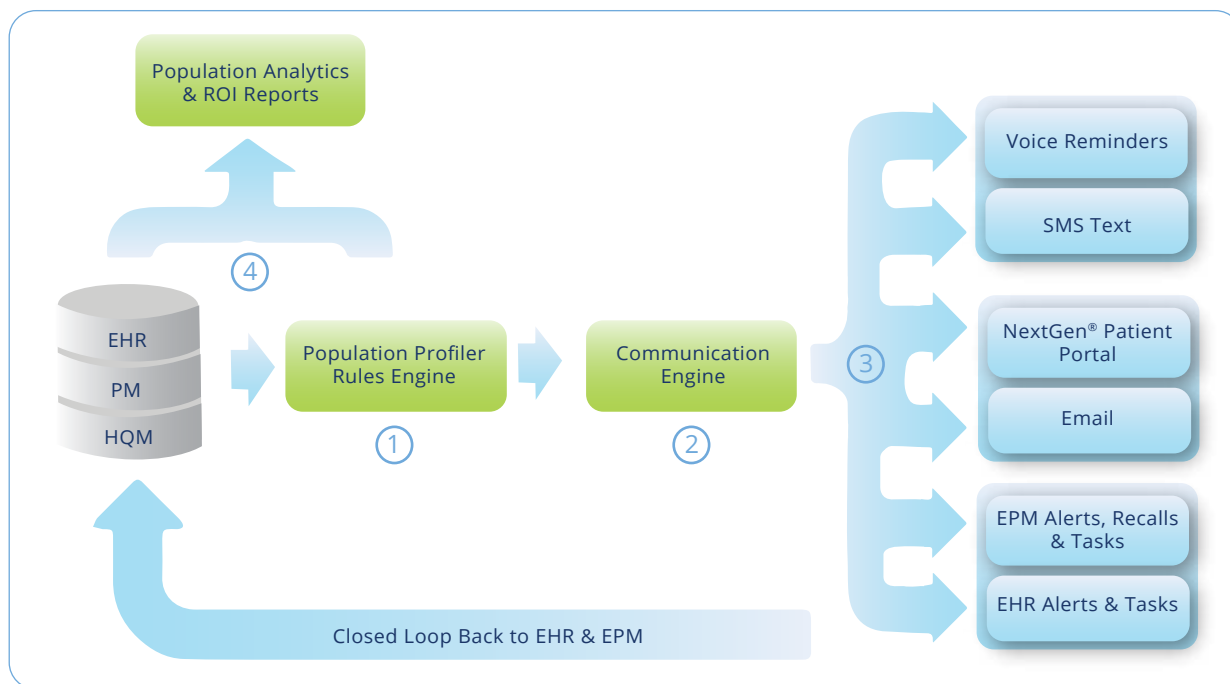 Population Analytics
& ROI Reports
4
EHR
PM
HQM
Population Profiler
Rules Engine
1
Communication
Engine
2
3
Voice Reminders
SMS Text
NextGen® Patient
Portal
Email
EPM Alerts, Recalls
& Tasks
EHR Alerts & Tasks
Closed Loop Back to EHR & EPM